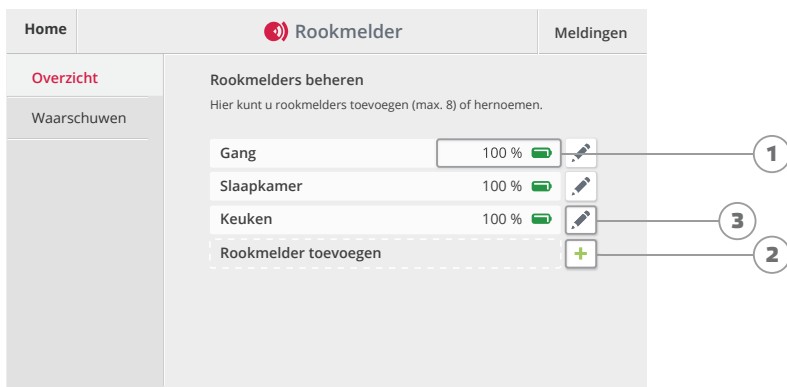 Home
Rookmelder
Meldingen
Overzicht
Waarschuwen
Rookmelders beheren
Hier kunt u rookmelders toevoegen (max. 8) of hernoemen.
Gang 100 %
1
Slaapkamer 100 %
Keuken 100 %
3
Rookmelder toevoegen +
2